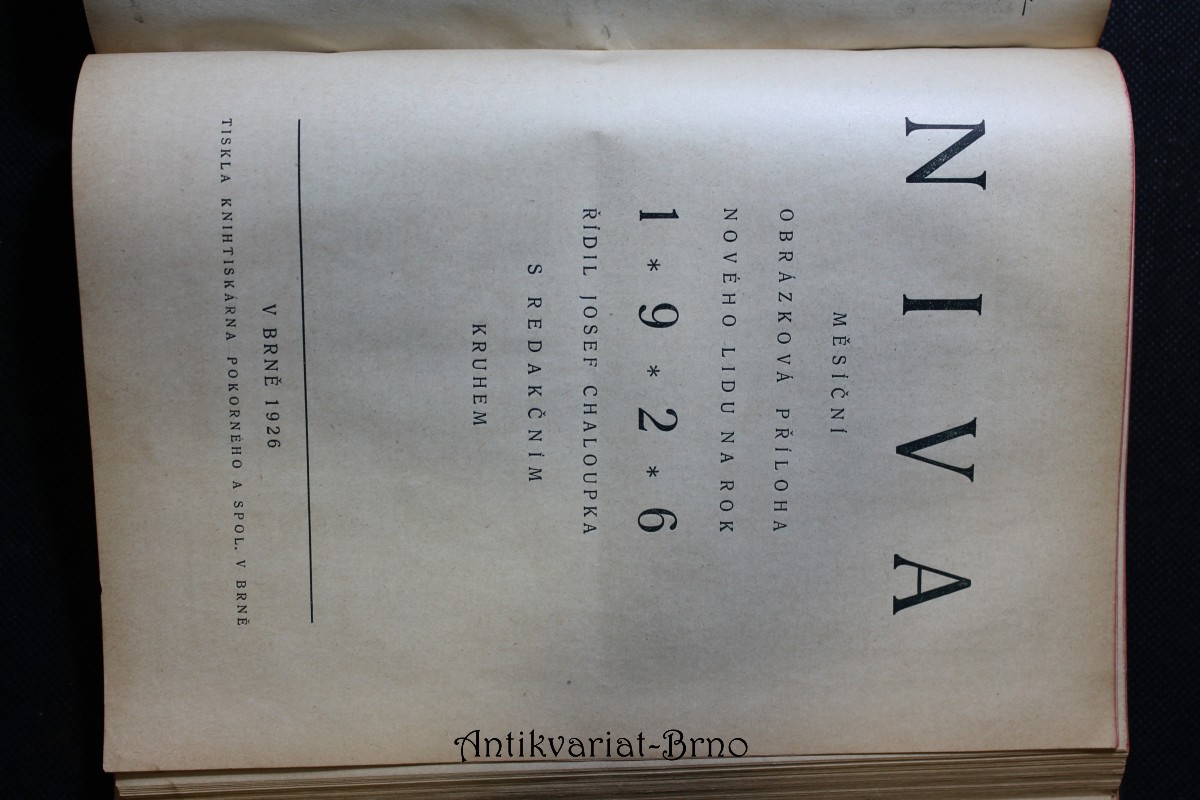 NIVA
MĚSÍČNÍ
OBRÁZKOVÁ PŘÍLOHA
NOVÉHO LIDU NA ROK
1*9*2*6
ŘÍDIL JOSEF CHALOUPKA
S REDAKČNÍM
KRUHEM
V BRNĚ 1926
TISKLA KNIHTISKÁRNA POKORNÉHO A SPOL. V BRNĚ
Antikvariat-Brno